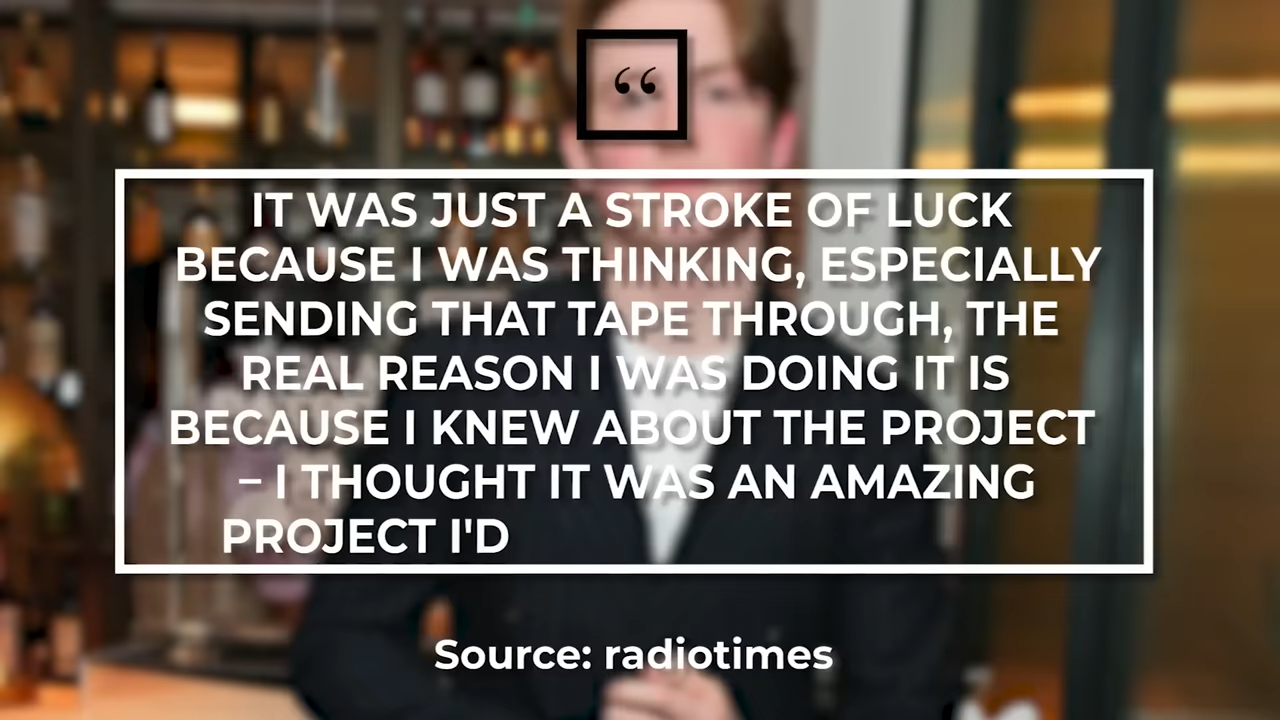 “
IT WAS JUST A STROKE OF LUCK
BECAUSE I WAS THINKING, ESPECIALLY
SENDING THAT TAPE THROUGH, THE
REAL REASON I WAS DOING IT IS
BECAUSE I KNEW ABOUT THE PROJECT
– I THOUGHT IT WAS AN AMAZING
PROJECT I'D
Source: radiotimes